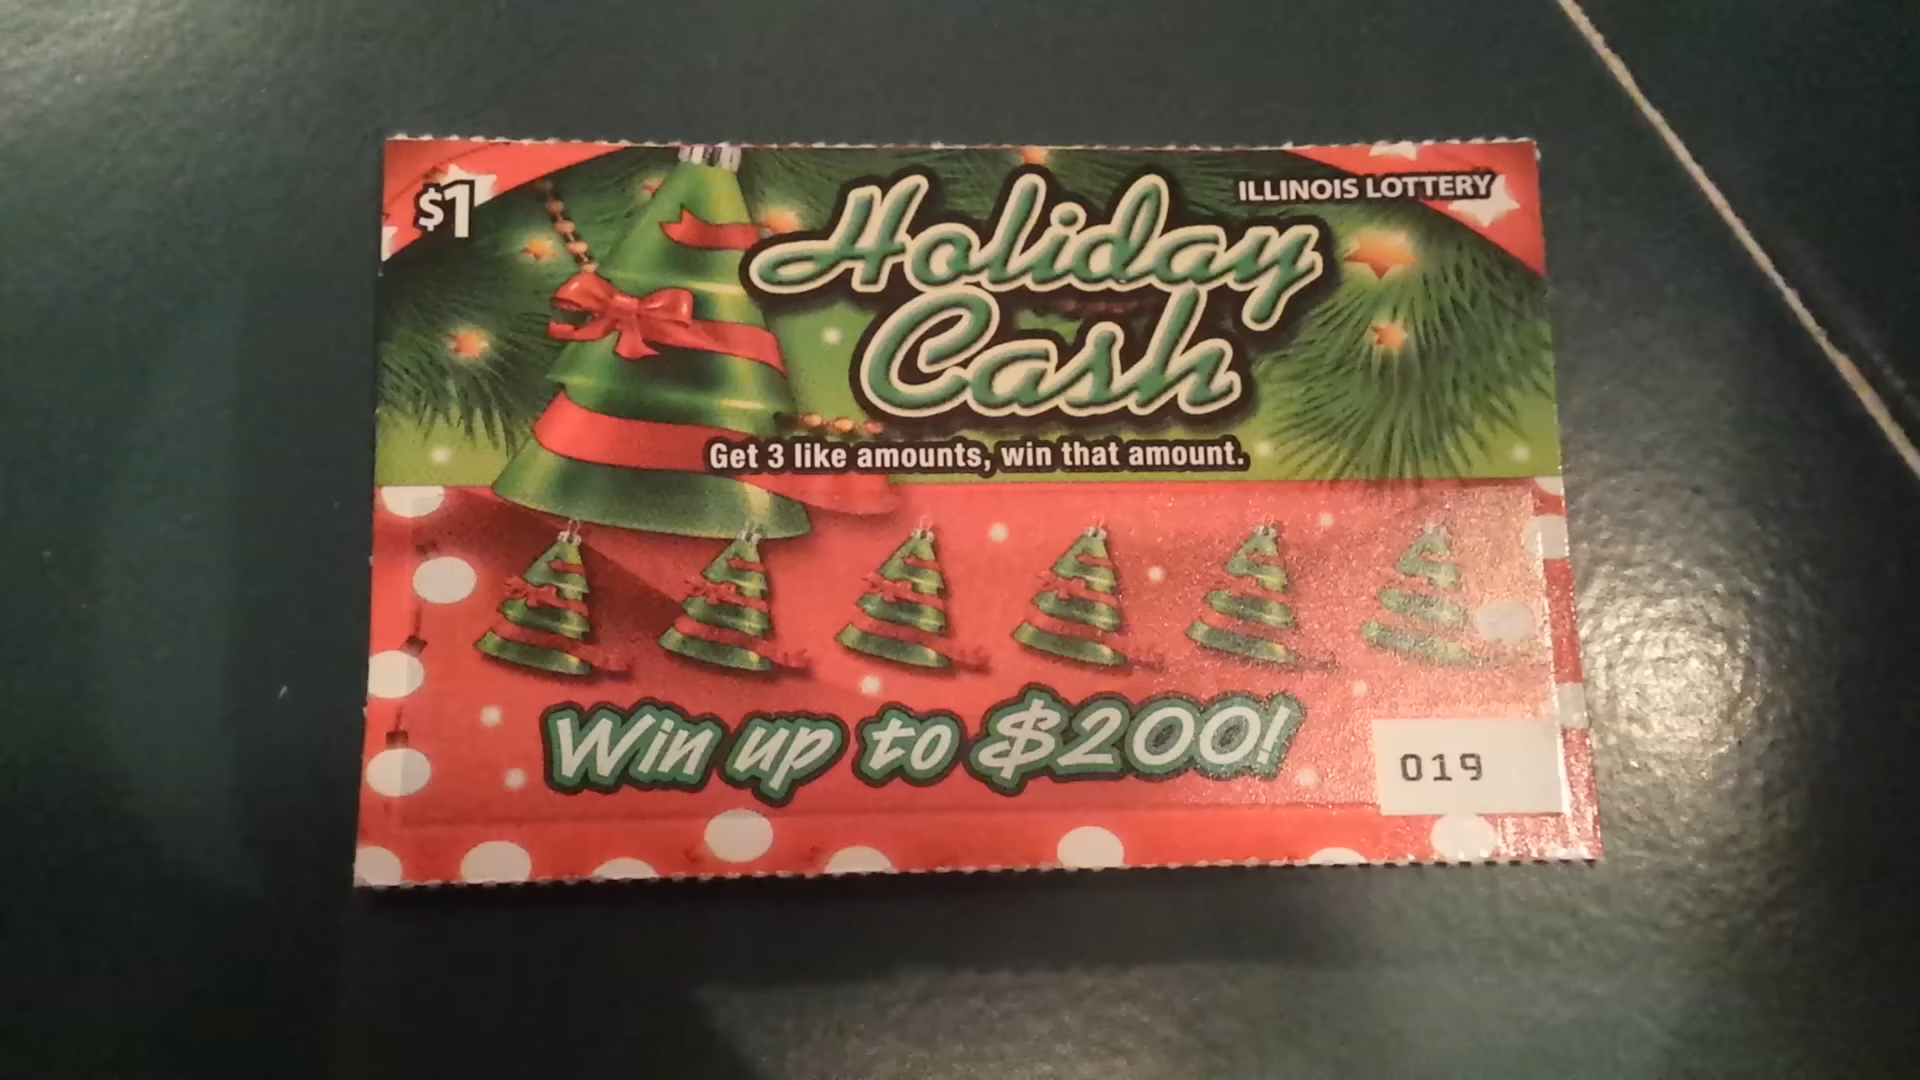 $1
ILLINOIS LOTTERY
Holiday
Cash
Get 3 like amounts, win that amount.
Win up to $200!
019